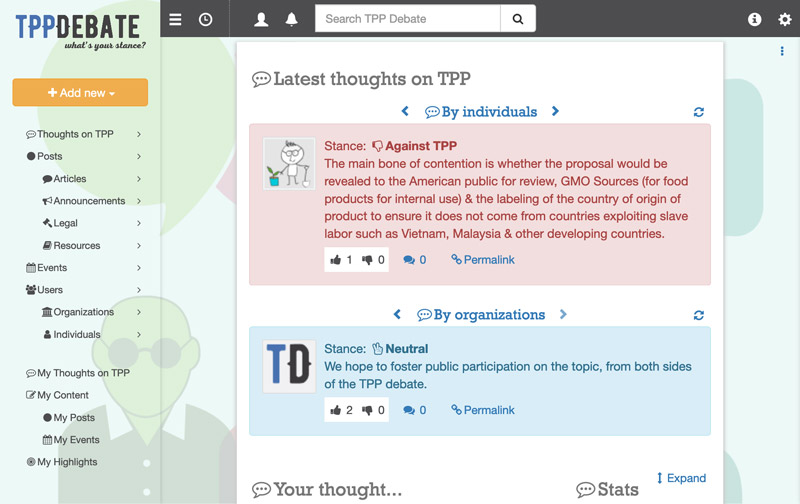 TPPDEBATE
what's your stance?
Search TPP Debate
Add new
Thoughts on TPP
Posts
Articles
Announcements
Legal
Resources
Events
Users
Organizations
Individuals
My Thoughts on TPP
My Content
My Posts
My Events
My Highlights
Latest thoughts on TPP
By individuals
Stance: Against TPP
The main bone of contention is whether the proposal would be
revealed to the American public for review, GMO Sources (for food
products for internal use) & the labeling of the country of origin of
product to ensure it does not come from countries exploiting slave
labor such as Vietnam, Malaysia & other developing countries.
1 0 0 Permalink
By organizations
TD
Stance: Neutral
We hope to foster public participation on the topic, from both sides
of the TPP debate.
2 0 0 Permalink
Expand
Your thought...
Stats